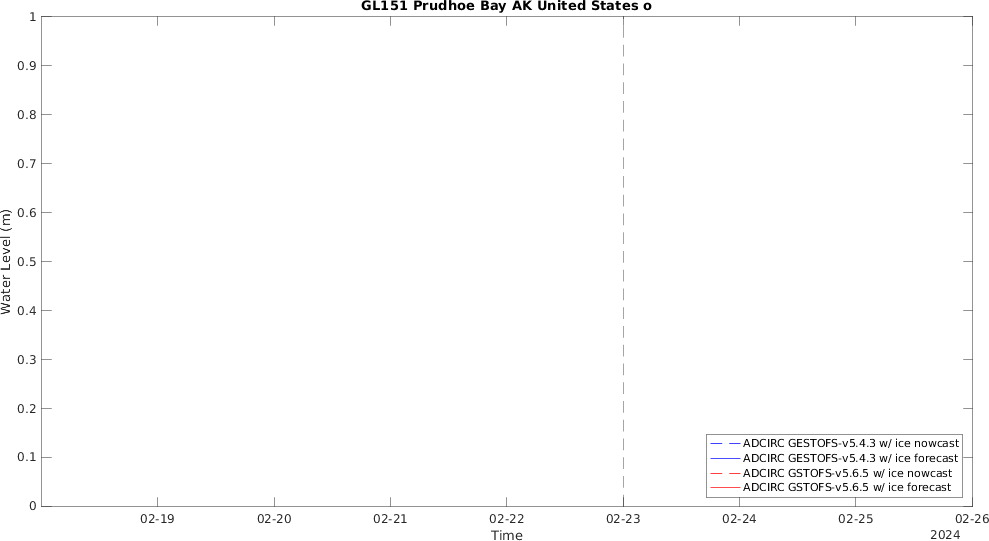 GL151 Prudhoe Bay AK United States o
1
0.9
0.8
0.7
0.6
0.5
0.4
0.3
0.2
0.1
0
Water Level (m)
ADCIRC GESTOFS-v5.4.3 w/ ice nowcast
ADCIRC GESTOFS-v5.4.3 w/ ice forecast
ADCIRC GSTOFS-v5.6.5 w/ ice nowcast
ADCIRC GSTOFS-v5.6.5 w/ ice forecast
02-19 02-20 02-21 02-22 02-23 02-24 02-25 02-26
Time
2024